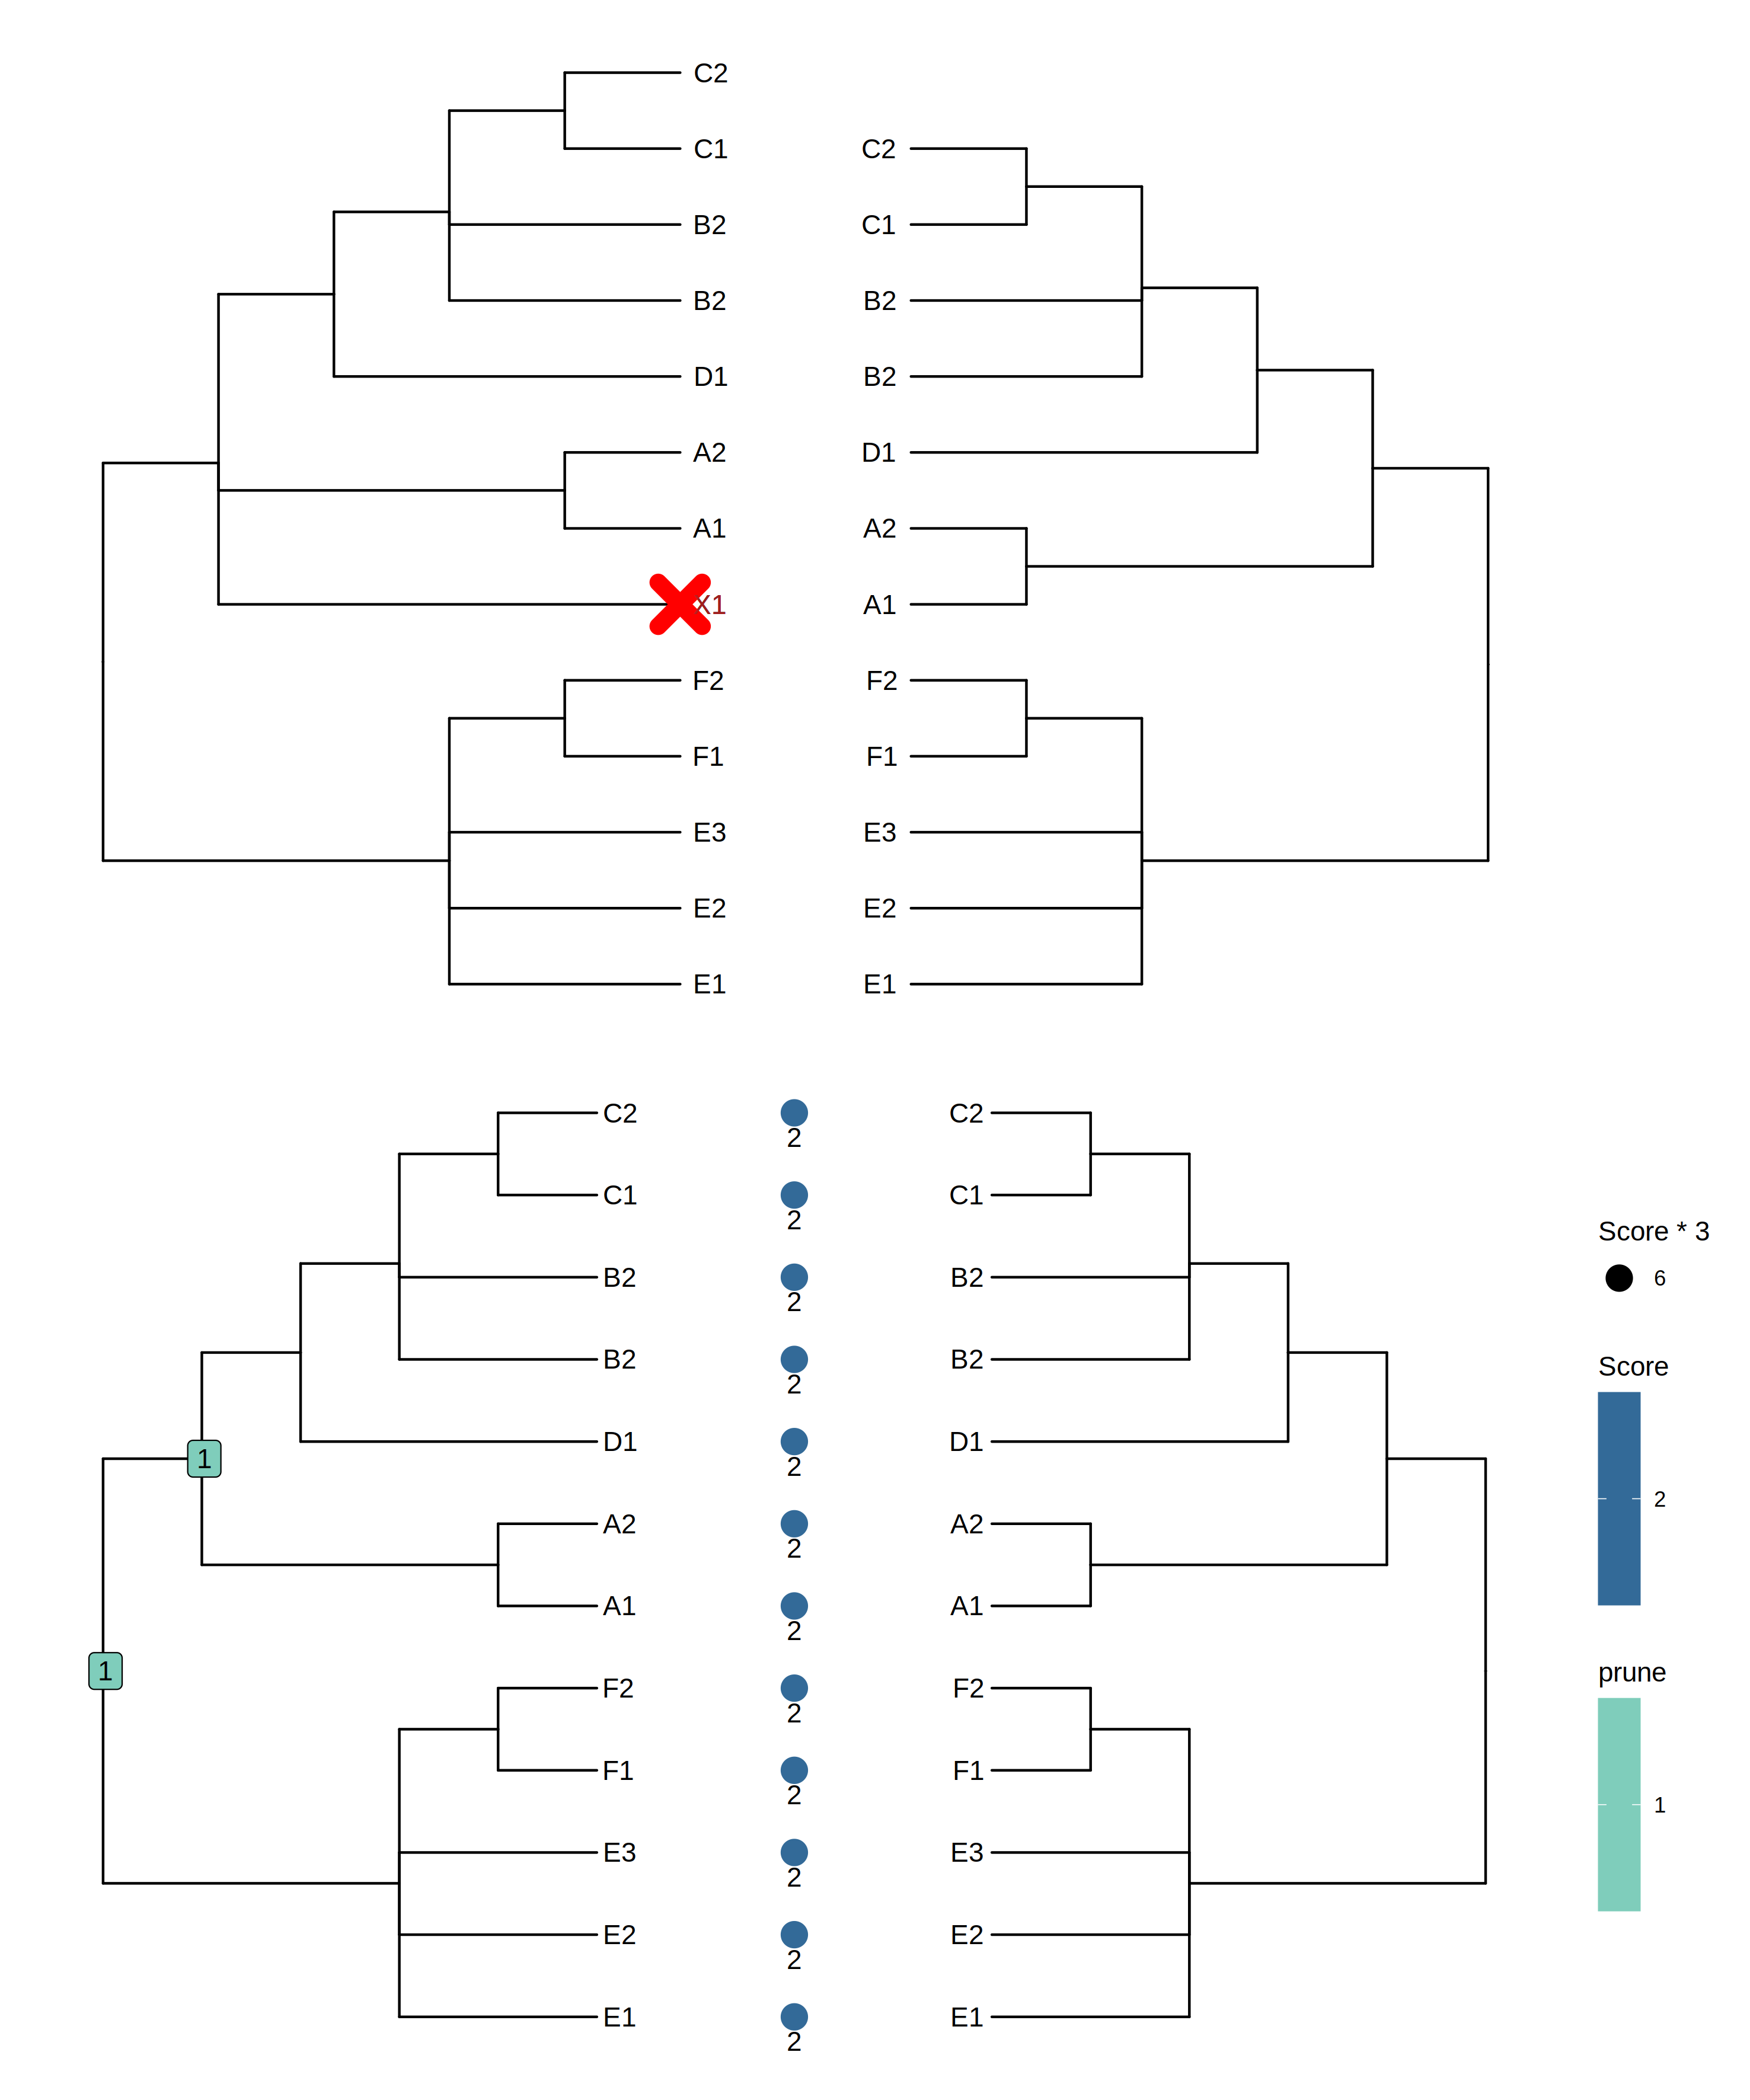 C2
C1 C2
B2 C1
B2 B2
D1 B2
A2 D1
A1 A2
X1 A1
F2 F2
F1 F1
E3 E3
E2 E2
E1 E1
C2 C2
2
C1 C1
2
Score * 3
B2 B2 6
2
B2 B2 Score
2
D1 D1
1 2
2
A2 A2
2
A1 A1
2
1 prune
F2 F2
2
F1 F1
2 1
E3 E3
2
E2 E2
2
E1 E1
2